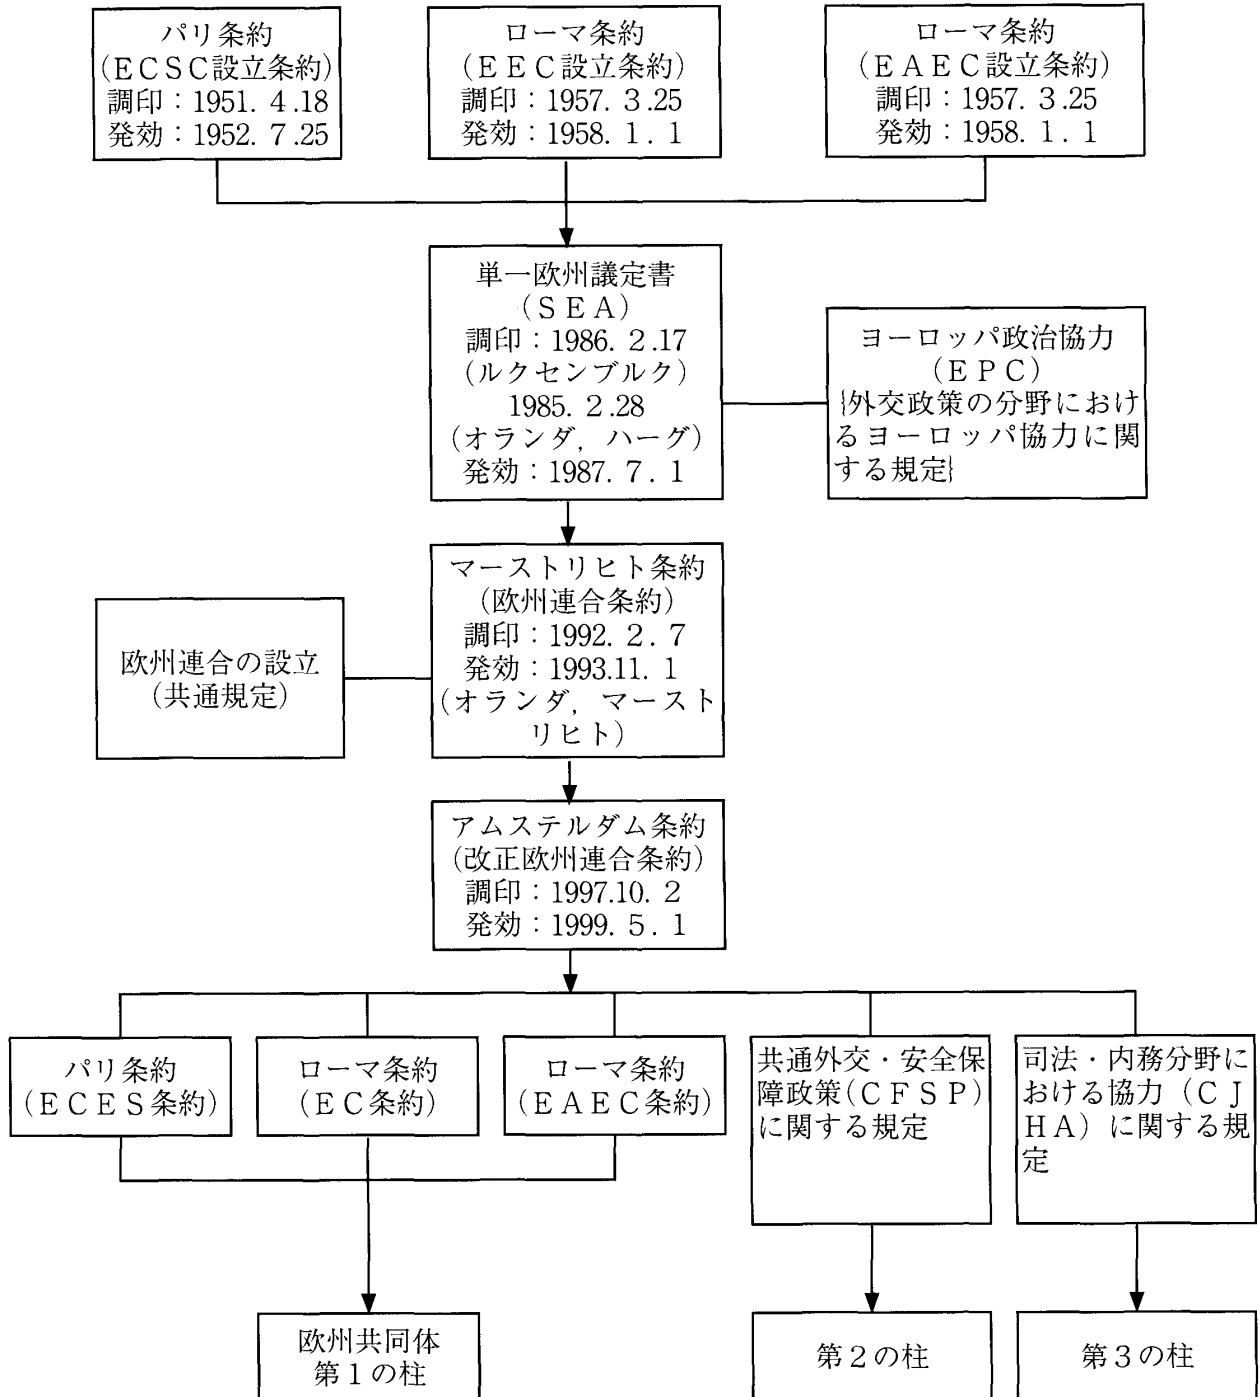 パリ条約
(ECSC設立条約)
調印：1951. 4 .18
発効：1952. 7 .25
ローマ条約
(EEC設立条約)
調印：1957. 3 .25
発効：1958. 1 . 1
ローマ条約
(EAEC設立条約)
調印：1957. 3 .25
発効：1958. 1 . 1
単一欧州議定書
(SEA)
調印：1986. 2 .17
(ルクセンブルク)
1985. 2 .28
(オランダ，ハーグ)
発効：1987. 7 . 1
ヨーロッパ政治協力
(EPC)
{外交政策の分野におけ
るヨーロッパ協力に関
する規定}
マーストリヒト条約
(欧州連合条約)
調印：1992. 2 . 7
発効：1993.11. 1
(オランダ，マースト
リヒト)
欧州連合の設立
(共通規定)
アムステルダム条約
(改正欧州連合条約)
調印：1997.10. 2
発効：1999. 5 . 1
パリ条約
(ECES条約)
ローマ条約
(EC条約)
ローマ条約
(EAEC条約)
共通外交・安全保
障政策(CFSP)
に関する規定
司法・内務分野に
おける協力（CJ
HA）に関する規
定
欧州共同体
第1の柱
第2の柱
第3の柱